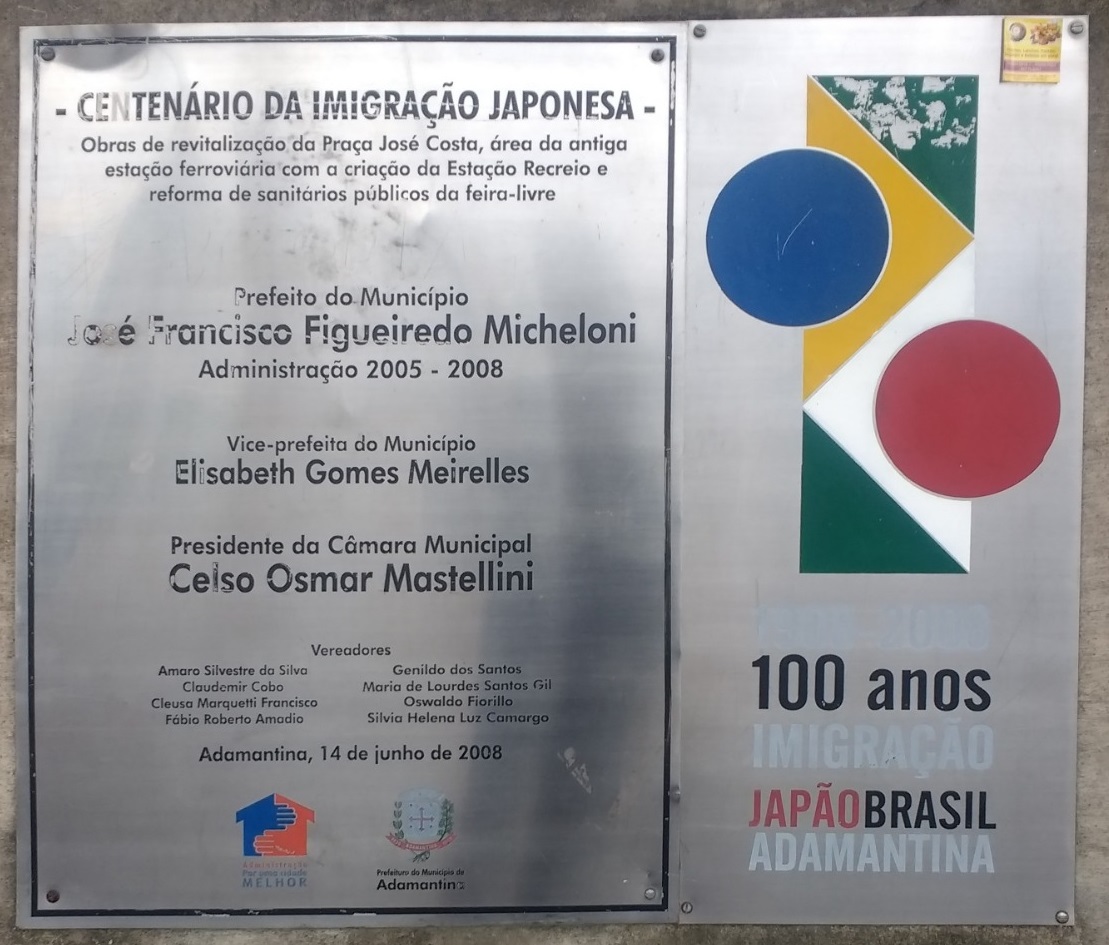 - CENTENÁRIO DA IMIGRAÇÃO JAPONESA -
Obras de revitalização da Praça José Costa, área da antiga
estação ferroviária com a criação da Estação Recreio e
reforma de sanitários públicos da feira-livre
Prefeito do Município
José Francisco Figueiredo Micheloni
Administração 2005 - 2008
Vice-prefeita do Município
Elisabeth Gomes Meirelles
Presidente da Câmara Municipal
Celso Osmar Mastellini
Vereadores
Amaro Silvestre da Silva
Claudemir Cobo
Cleusa Marquetti Francisco
Fábio Roberto Amadio
Genildo dos Santos
Maria de Lourdes Santos Gil
Oswaldo Fiorillo
Silvia Helena Luz Camargo
Adamantina, 14 de junho de 2008
Administração
Por uma cidade
MELHOR
Prefeitura do Município de
Adamantina
2008
100 anos
IMIGRAÇÃO
JAPÃOBRASIL
ADAMANTINA